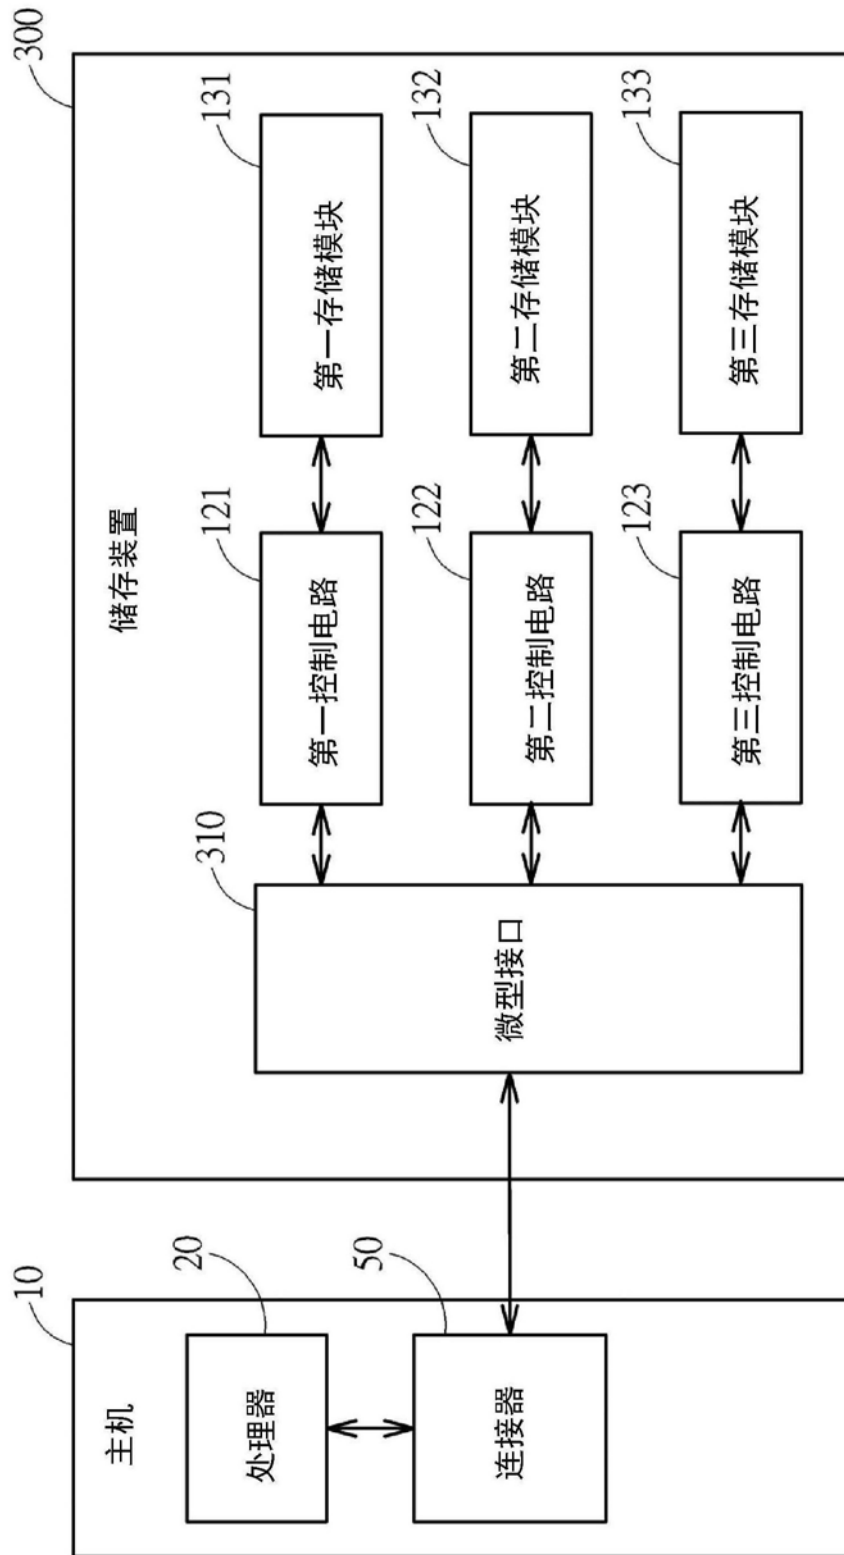 10
主机
20
处理器
50
连接器
300
储存装置
310
微型接口
121
第一控制电路
131
第一存储模块
122
第二控制电路
132
第二存储模块
123
第三控制电路
133
第三存储模块